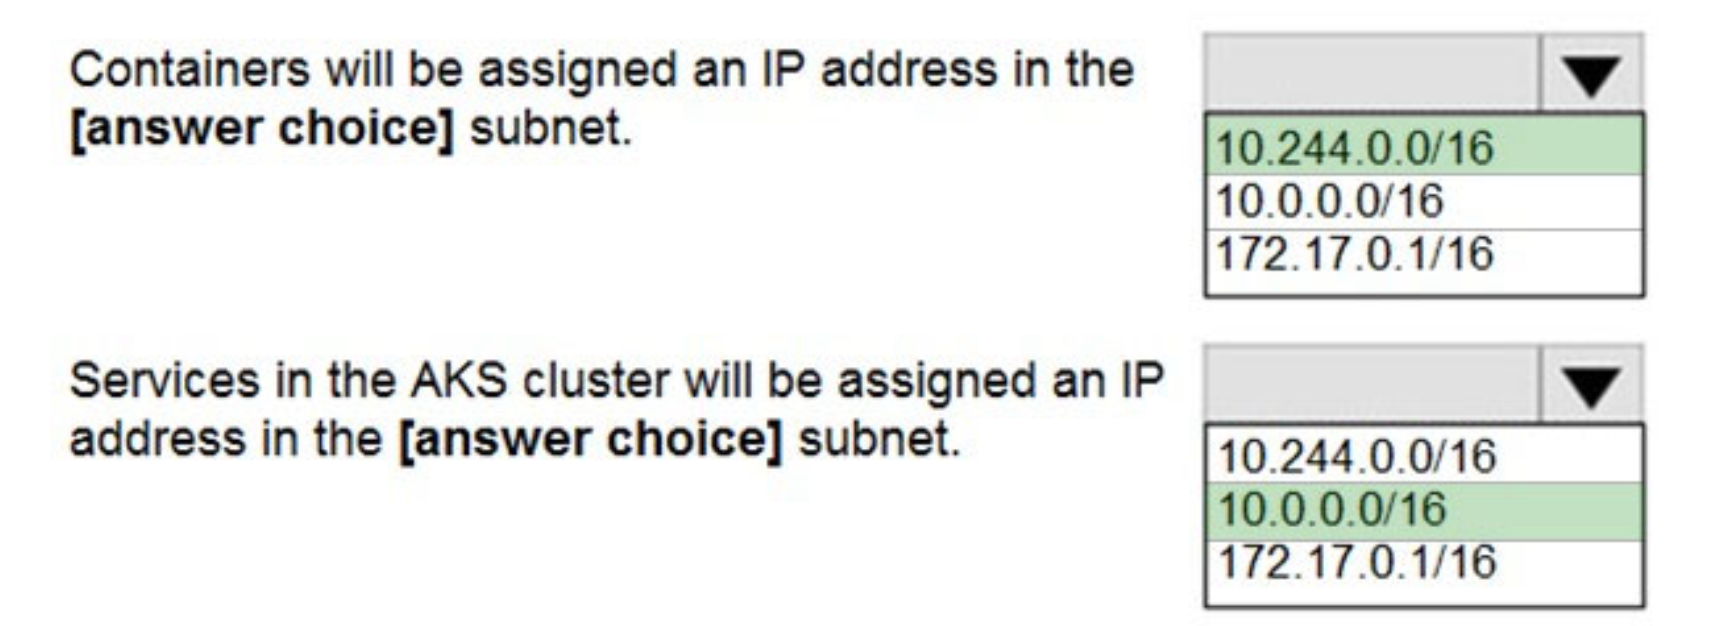 Containers will be assigned an IP address in the
[answer choice] subnet.
10.244.0.0/16
10.0.0.0/16
172.17.0.1/16
Services in the AKS cluster will be assigned an IP
address in the [answer choice] subnet.
10.244.0.0/16
10.0.0.0/16
172.17.0.1/16